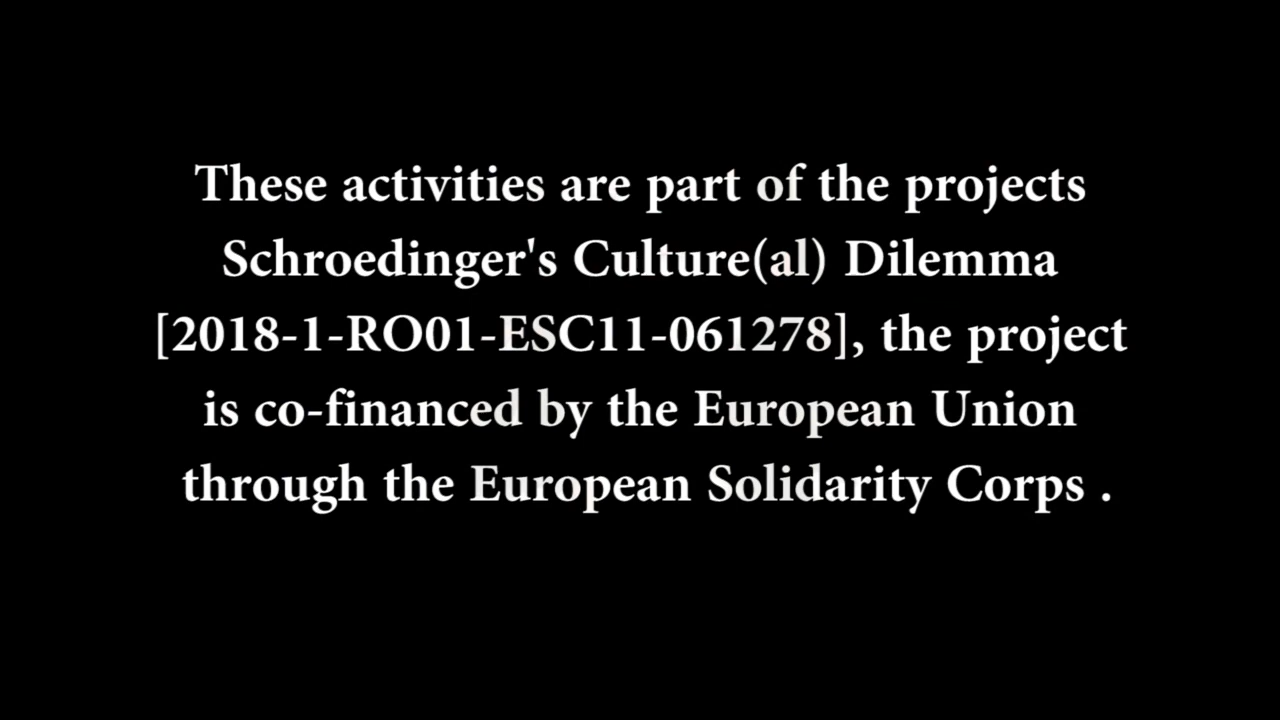 These activities are part of the projects
Schroedinger's Culture(al) Dilemma
[2018-1-RO01-ESC11-061278], the project
is co-financed by the European Union
through the European Solidarity Corps .